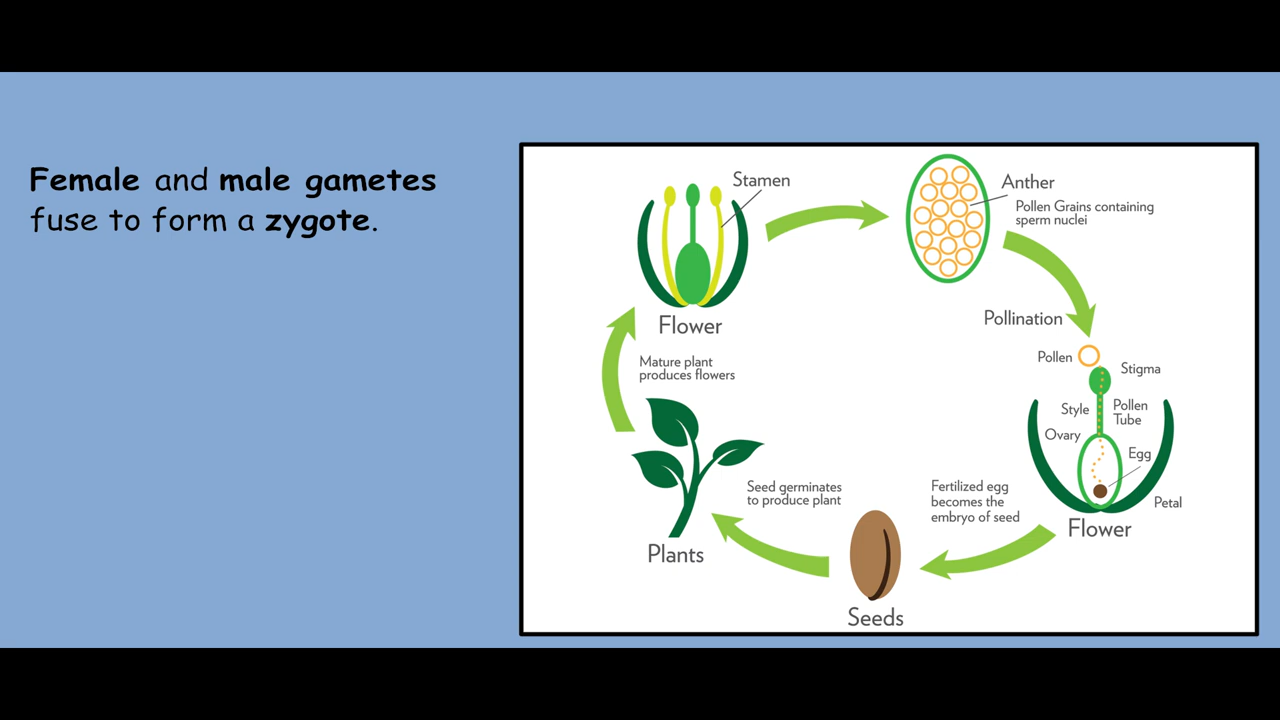 Female and male gametes
fuse to form a zygote.
Stamen
Flower
Anther
Pollen Grains containing
sperm nuclei
Pollination
Pollen
Stigma
Style
Pollen
Tube
Ovary
Egg
Petal
Flower
Fertilized egg
becomes the
embryo of seed
Seeds
Seed germinates
to produce plant
Plants
Mature plant
produces flowers